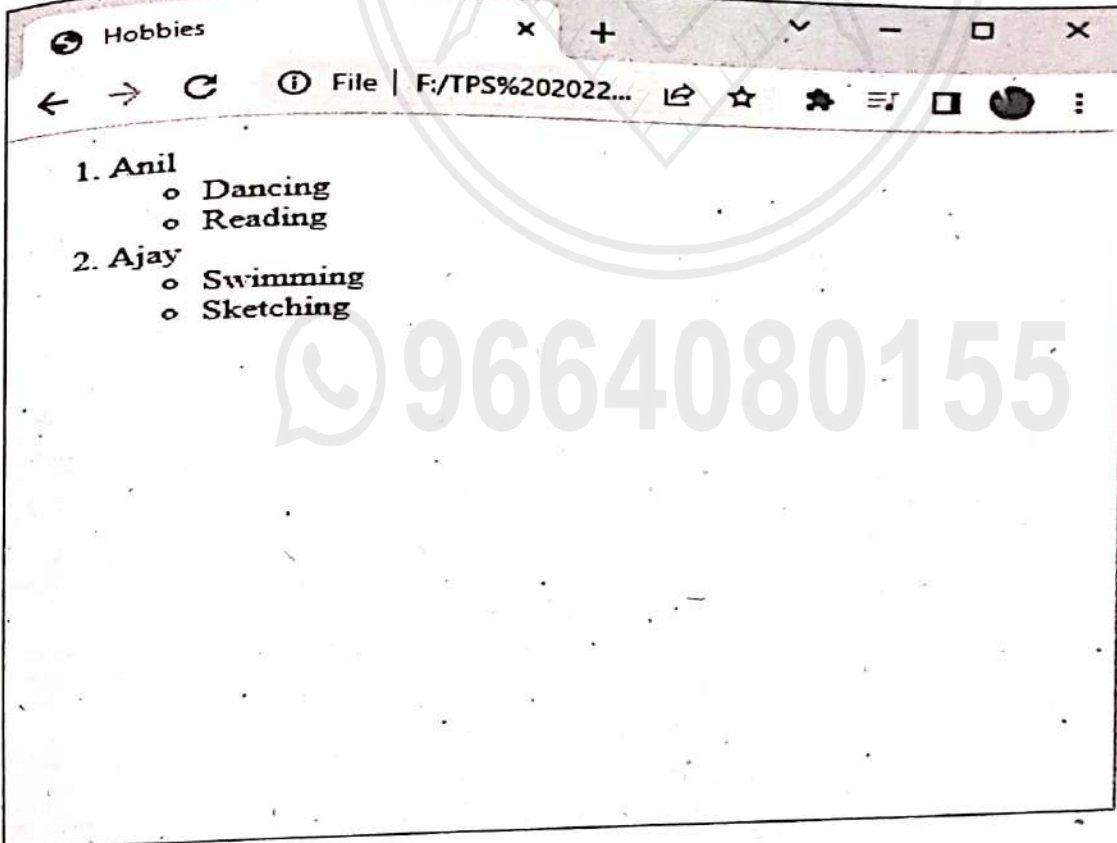 Hobbies
File | F:/TPS%202022...
1. Anil
o Dancing
o Reading
2. Ajay
o Swimming
o Sketching
9664080155